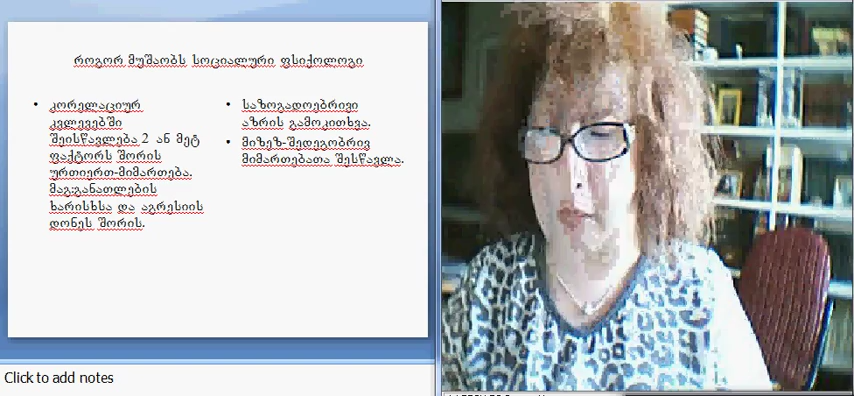 როგორ მუშაობს სოციალური ფსიქოლოგი
• კორელაციურ
კვლევებში
შეისწავლება 2 ან მეტ
ფაქტორს შორის
ურთიერთ-მიმართება.
მაგ:განათლების
ხარისხსა და აგრესიის
დონეს შორის.
• საზოგადოებრივი
აზრის გამოკითხვა.
• მიზეზ-შედეგობრივ
მიმართებათა შესწავლა.
Click to add notes